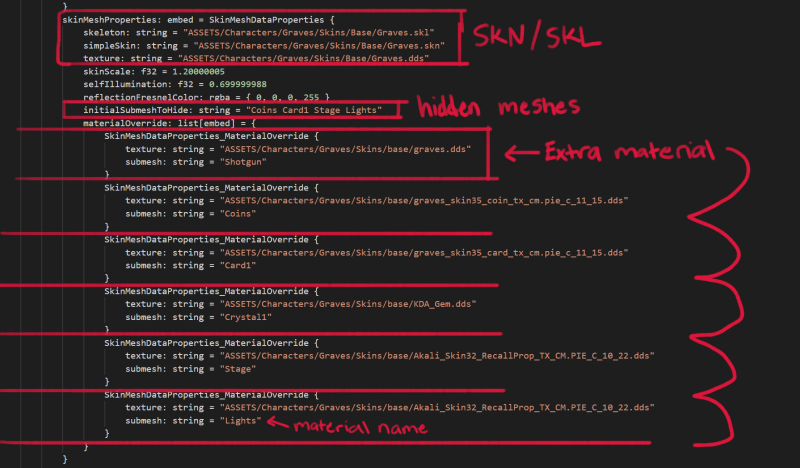 }
skinMeshProperties: embed = SkinMeshDataProperties {
skeleton: string = "ASSETS/Characters/Graves/Skins/Base/Graves.skl"
SKN/SKL
simpleSkin: string = "ASSETS/Characters/Graves/Skins/Base/Graves.skn"
texture: string = "ASSETS/Characters/Graves/Skins/Base/Graves.dds"
skinScale: f32 = 1.20000005
selfIllumination: f32 = 0.699999988
reflectionFresnelColor: rgba = { 0, 0, 0, 255 }
initialSubmeshToHide: string = "Coins Card1 Stage Lights"
hidden meshes
materialOverride: list[embed] = {
SkinMeshDataProperties_MaterialOverride {
texture: string = "ASSETS/Characters/Graves/Skins/base/graves.dds"
Extra material
submesh: string = "Shotgun"
}
SkinMeshDataProperties_MaterialOverride {
texture: string = "ASSETS/Characters/Graves/Skins/base/graves_skin35_coin_tx_cm.pie_c_11_15.dds"
submesh: string = "Coins"
}
SkinMeshDataProperties_MaterialOverride {
texture: string = "ASSETS/Characters/Graves/Skins/base/graves_skin35_card_tx_cm.pie_c_11_15.dds"
submesh: string = "Card1"
}
SkinMeshDataProperties_MaterialOverride {
texture: string = "ASSETS/Characters/Graves/Skins/base/KDA_Gem.dds"
submesh: string = "Crystal1"
}
SkinMeshDataProperties_MaterialOverride {
texture: string = "ASSETS/Characters/Graves/Skins/base/Akali_Skin32_RecallProp_TX_CM.PIE_C_10_22.dds"
submesh: string = "Stage"
}
SkinMeshDataProperties_MaterialOverride {
texture: string = "ASSETS/Characters/Graves/Skins/base/Akali_Skin32_RecallProp_TX_CM.PIE_C_10_22.dds"
submesh: string = "Lights"
material name
}
}
}